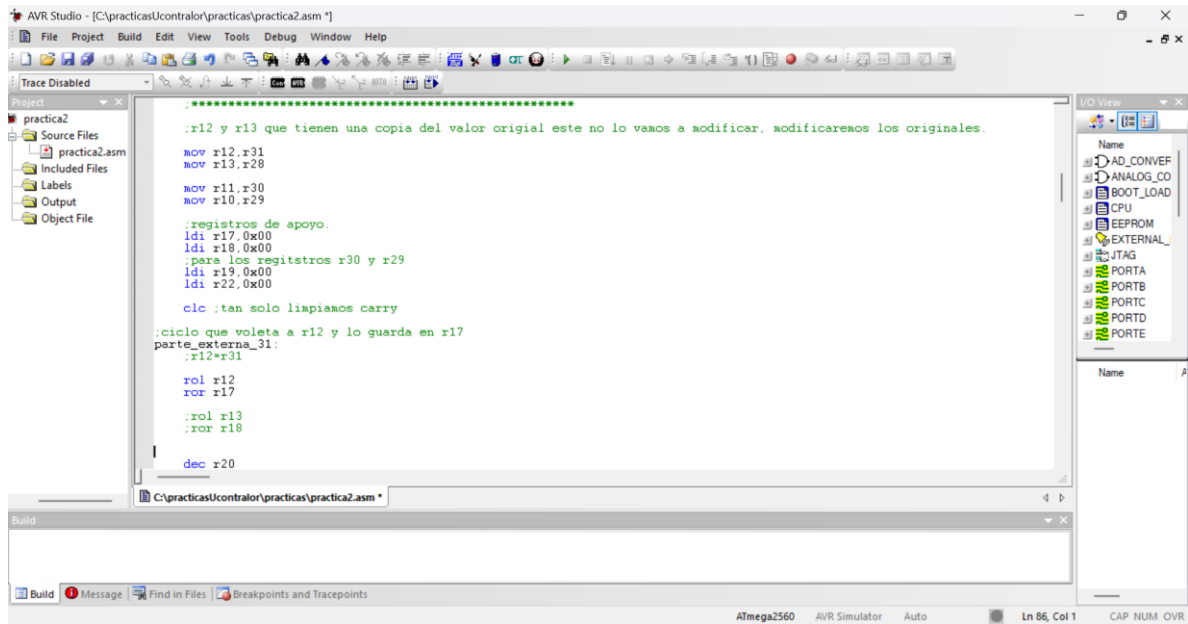 AVR Studio - [C:\practicasUcontralor\practicas\practica2.asm *]
File Project Build Edit View Tools Debug Window Help
Trace Disabled
Project
practica2
Source Files
practica2.asm
Included Files
Labels
Output
Object File
;********************************************************
;r12 y r13 que tienen una copia del valor origial este no lo vamos a modificar, modificaremos los originales.
mov r12,r31
mov r13,r28
mov r11,r30
mov r10,r29
;registros de apoyo.
ldi r17,0x00
ldi r18,0x00
;para los regitstros r30 y r29
ldi r19,0x00
ldi r22,0x00
clc ;tan solo limpiamos carry
;ciclo que voleta a r12 y lo guarda en r17
parte_externa_31:
;r12=r31
rol r12
ror r17
;rol r13
;ror r18
dec r20
C:\practicasUcontralor\practicas\practica2.asm *
I/O View
Name
AD_CONVER
ANALOG_CO
BOOT_LOAD
CPU
EEPROM
EXTERNAL_
JTAG
PORTA
PORTB
PORTC
PORTD
PORTE
Name
Build
Build Message Find in Files Breakpoints and Tracepoints
ATmega2560 AVR Simulator Auto Ln 86, Col 1 CAP NUM OVR